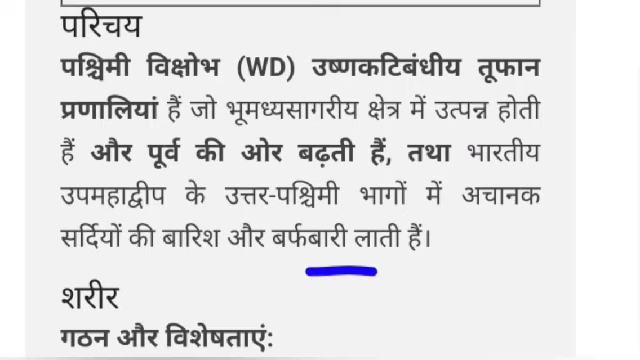 परिचय
पश्चिमी विक्षोभ (WD) उष्णकटिबंधीय तूफान
प्रणालियां हैं जो भूमध्यसागरीय क्षेत्र में उत्पन्न होती
हैं और पूर्व की ओर बढ़ती हैं, तथा भारतीय
उपमहाद्वीप के उत्तर-पश्चिमी भागों में अचानक
सर्दियों की बारिश और बर्फबारी लाती हैं।
शरीर
गठन और विशेषताएं: